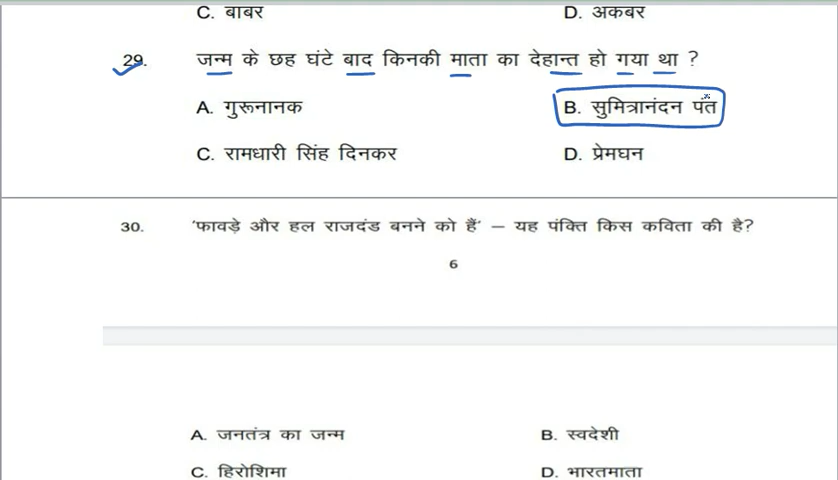 C. बाबर D. अकबर
29. जन्म के छह घंटे बाद किनकी माता का देहान्त हो गया था ?
A. गुरूनानक B. सुमित्रानंदन पंत
C. रामधारी सिंह दिनकर D. प्रेमघन
30. 'फावड़े और हल राजदंड बनने को हैं' – यह पंक्ति किस कविता की है?
6
A. जनतंत्र का जन्म B. स्वदेशी
C. हिरोशिमा D. भारतमाता